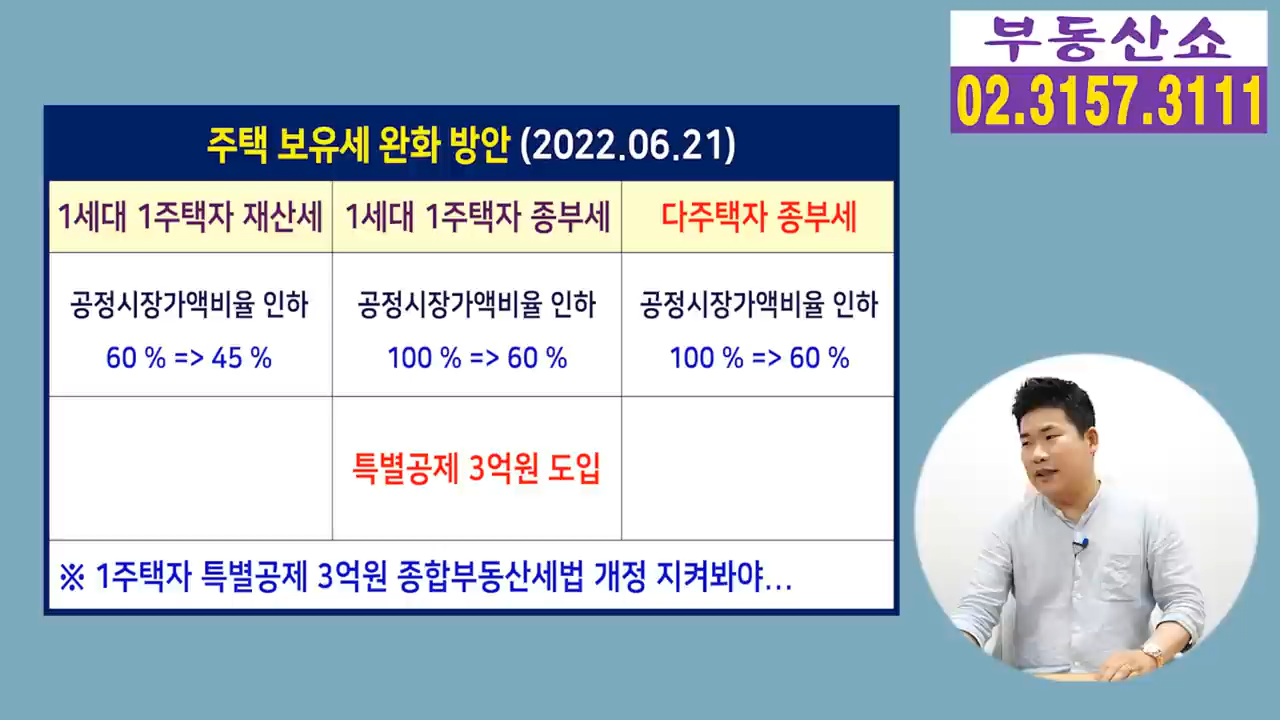 부동산쇼
02.3157.3111
주택 보유세 완화 방안 (2022.06.21)
1세대 1주택자 재산세
1세대 1주택자 종부세
다주택자 종부세
공정시장가액비율 인하
60 % => 45 %
공정시장가액비율 인하
100 % => 60 %
공정시장가액비율 인하
100 % => 60 %
특별공제 3억원 도입
※ 1주택자 특별공제 3억원 종합부동산세법 개정 지켜봐야...